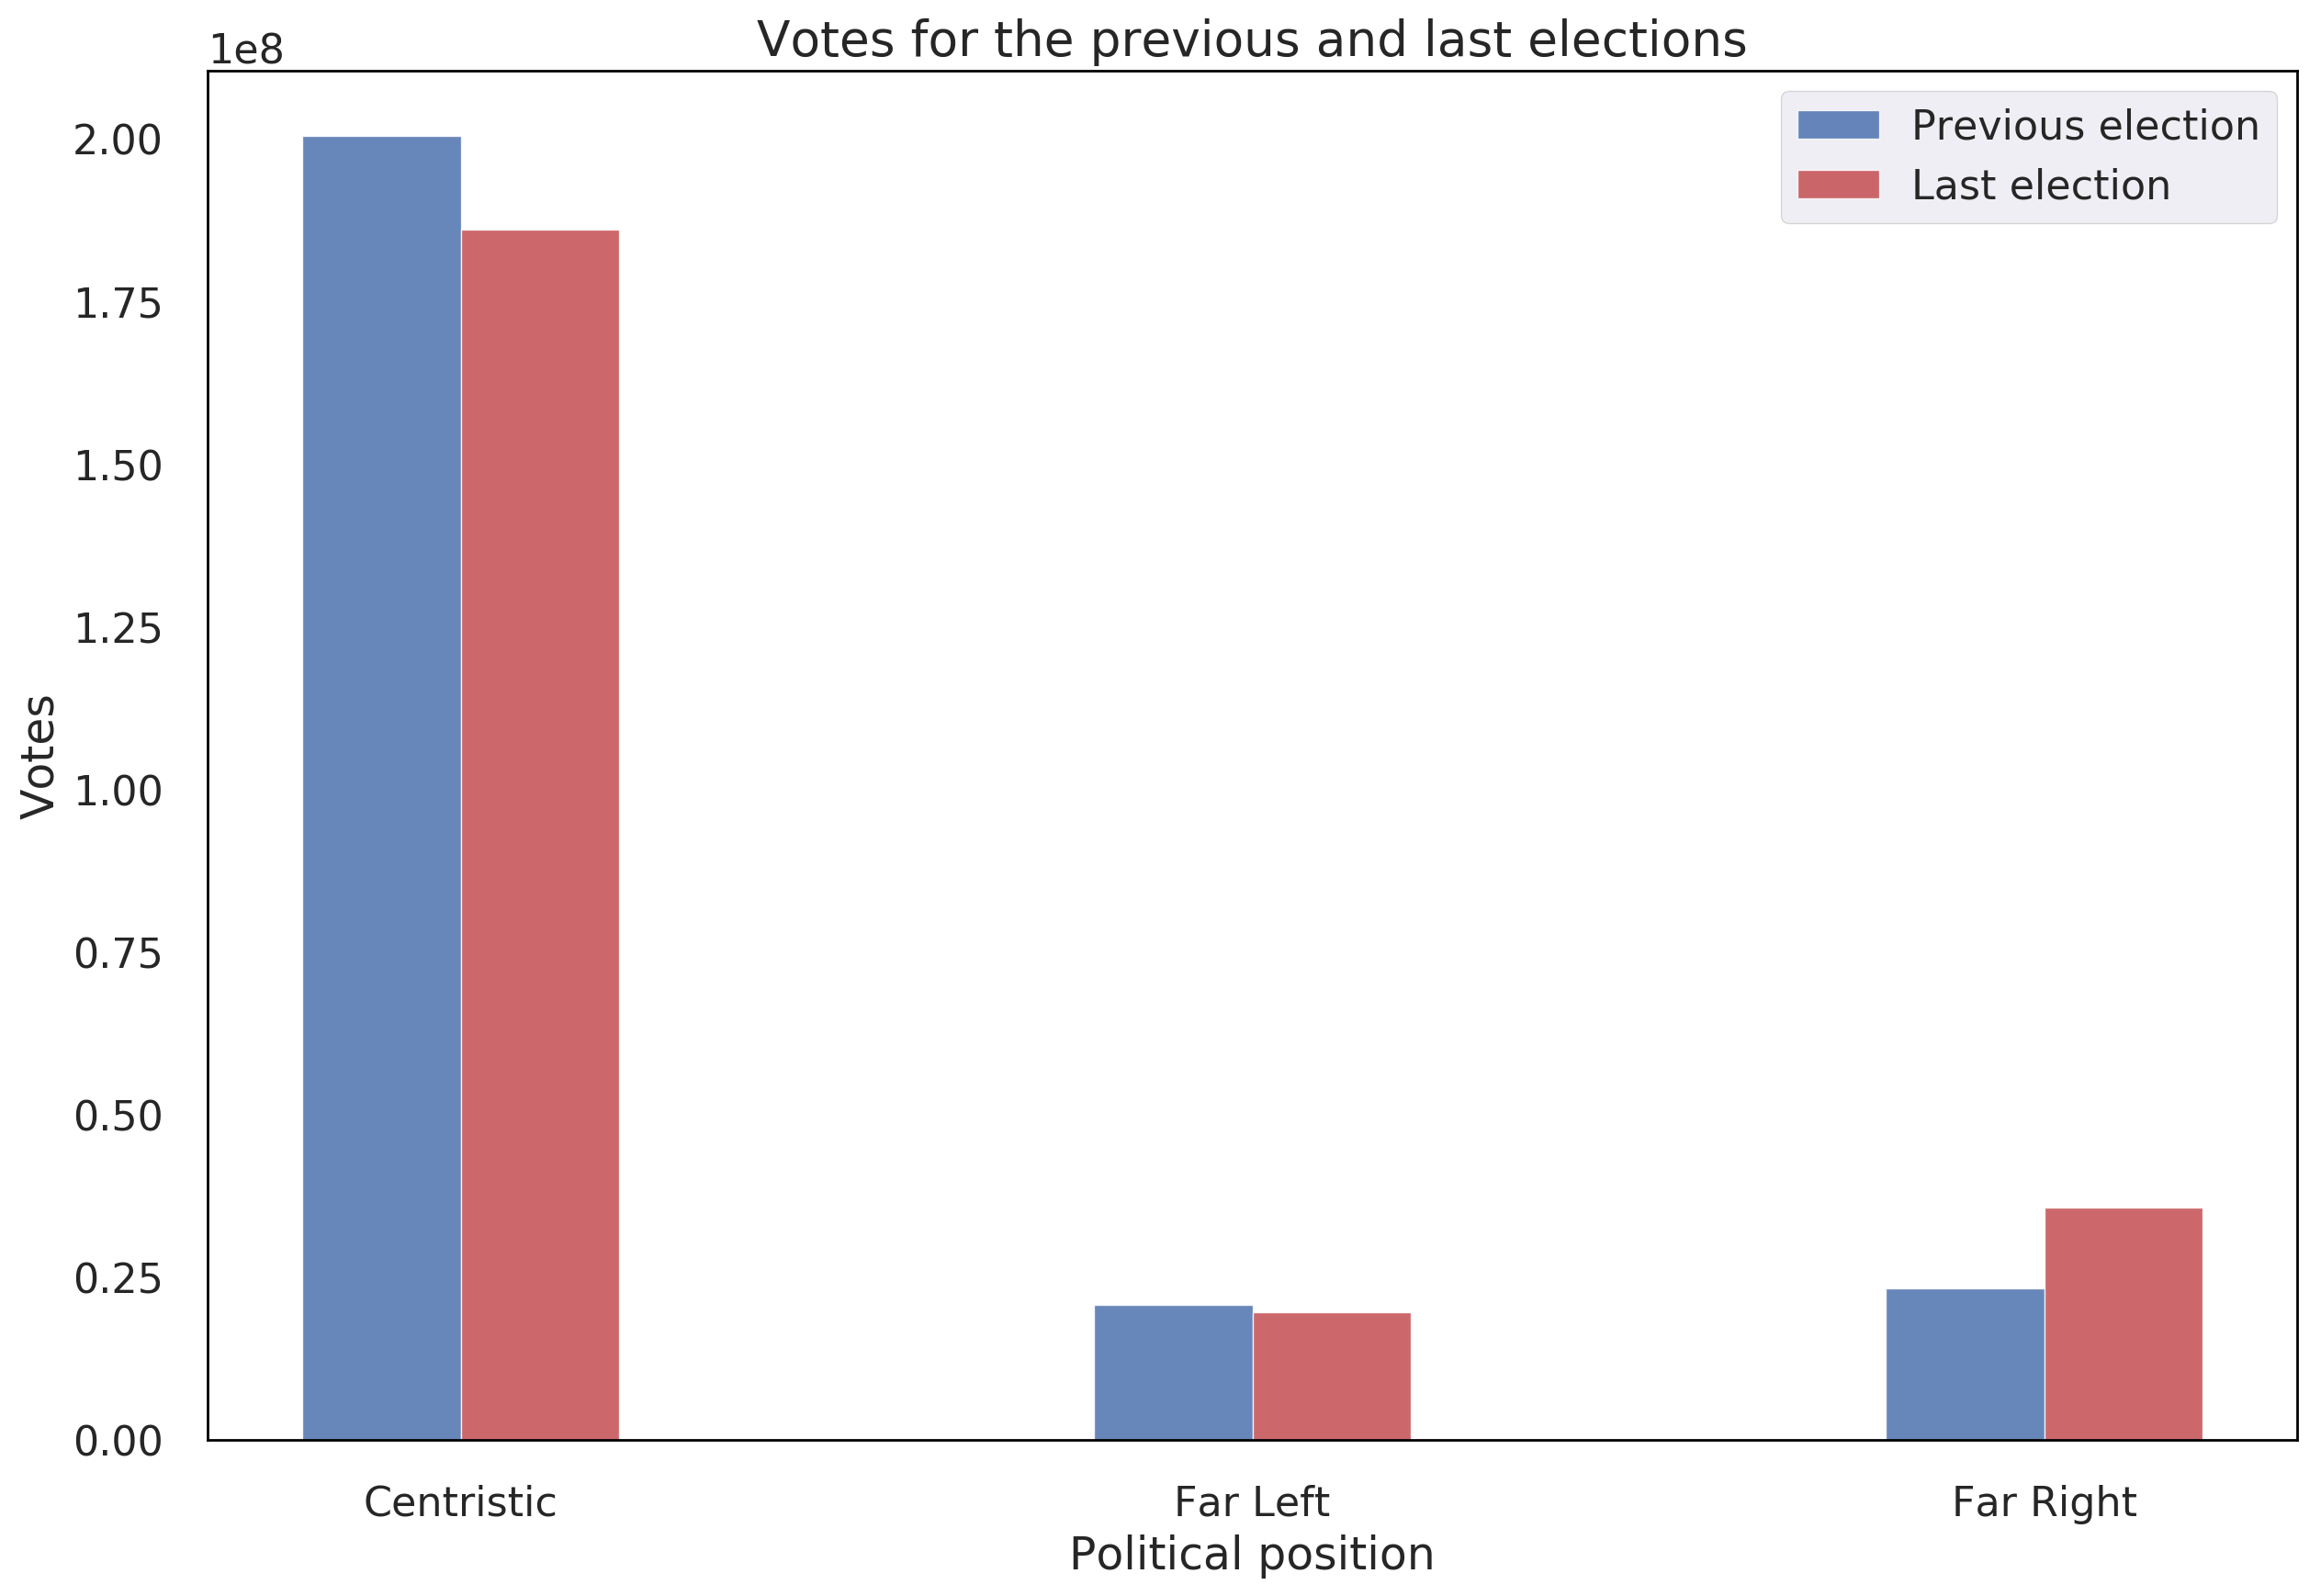 Votes for the previous and last elections
1e8
Previous election
Last election
2.00
1.75
1.50
1.25
1.00
0.75
0.50
0.25
0.00
Votes
Centristic
Far Left
Far Right
Political position